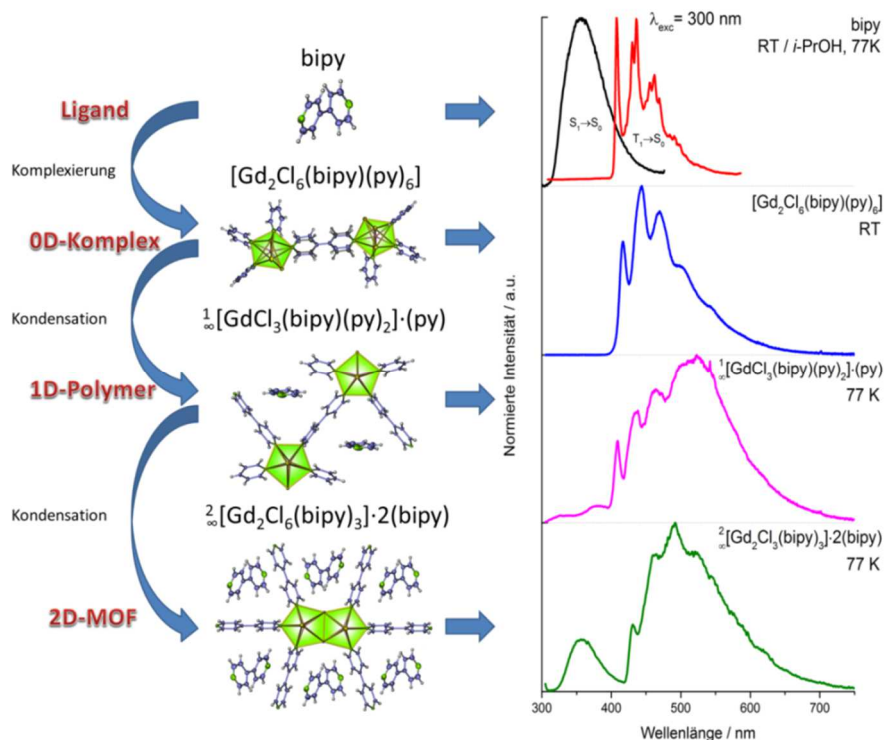 bipy
Ligand
Komplexierung
[Gd₂Cl₆(bipy)(py)₆]
0D-Komplex
Kondensation
¹∞[GdCl₃(bipy)(py)₂]·(py)
1D-Polymer
Kondensation
²∞[Gd₂Cl₆(bipy)₃]·2(bipy)
2D-MOF
λexc= 300 nm
bipy
RT / i-PrOH, 77K
S₁→S₀
T₁→S₀
[Gd₂Cl₆(bipy)(py)₆]
RT
¹∞[GdCl₃(bipy)(py)₂]·(py)
77 K
²∞[Gd₂Cl₃(bipy)₃]·2(bipy)
77 K
Normierte Intensität / a.u.
300 400 500 600 700
Wellenlänge / nm